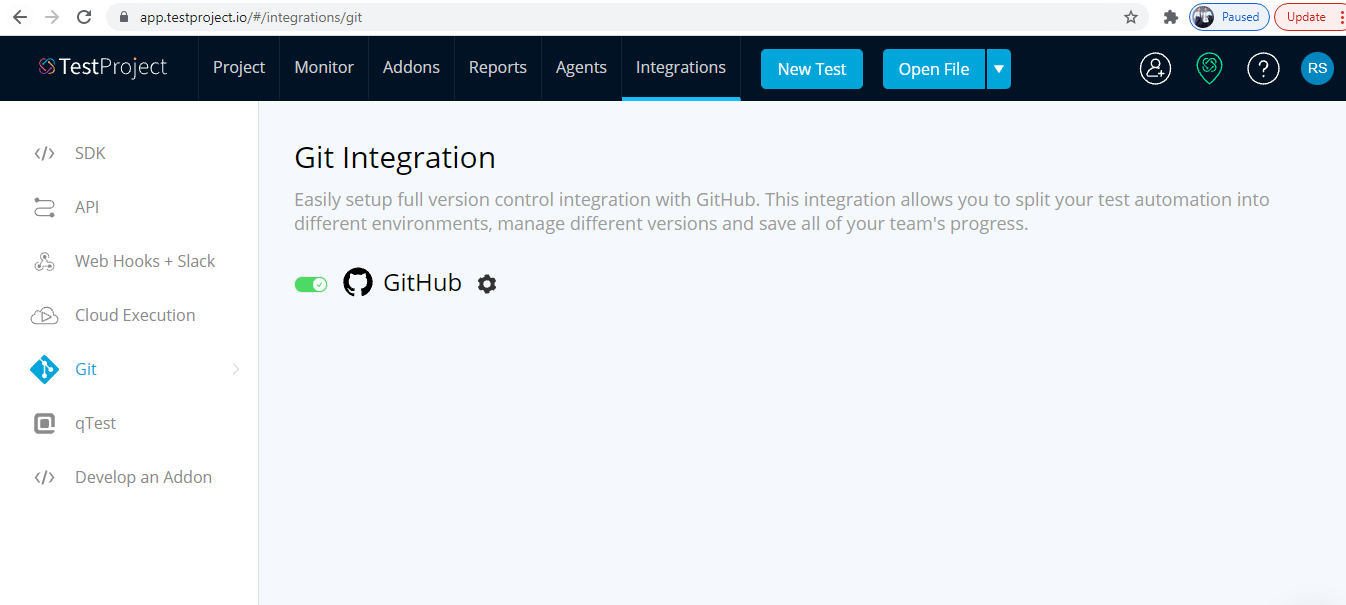 app.testproject.io/#/integrations/git
Paused
Update
TestProject
Project
Monitor
Addons
Reports
Agents
Integrations
New Test
Open File
?
RS
SDK
API
Web Hooks + Slack
Cloud Execution
Git
qTest
Develop an Addon
Git Integration
Easily setup full version control integration with GitHub. This integration allows you to split your test automation into
different environments, manage different versions and save all of your team's progress.
GitHub